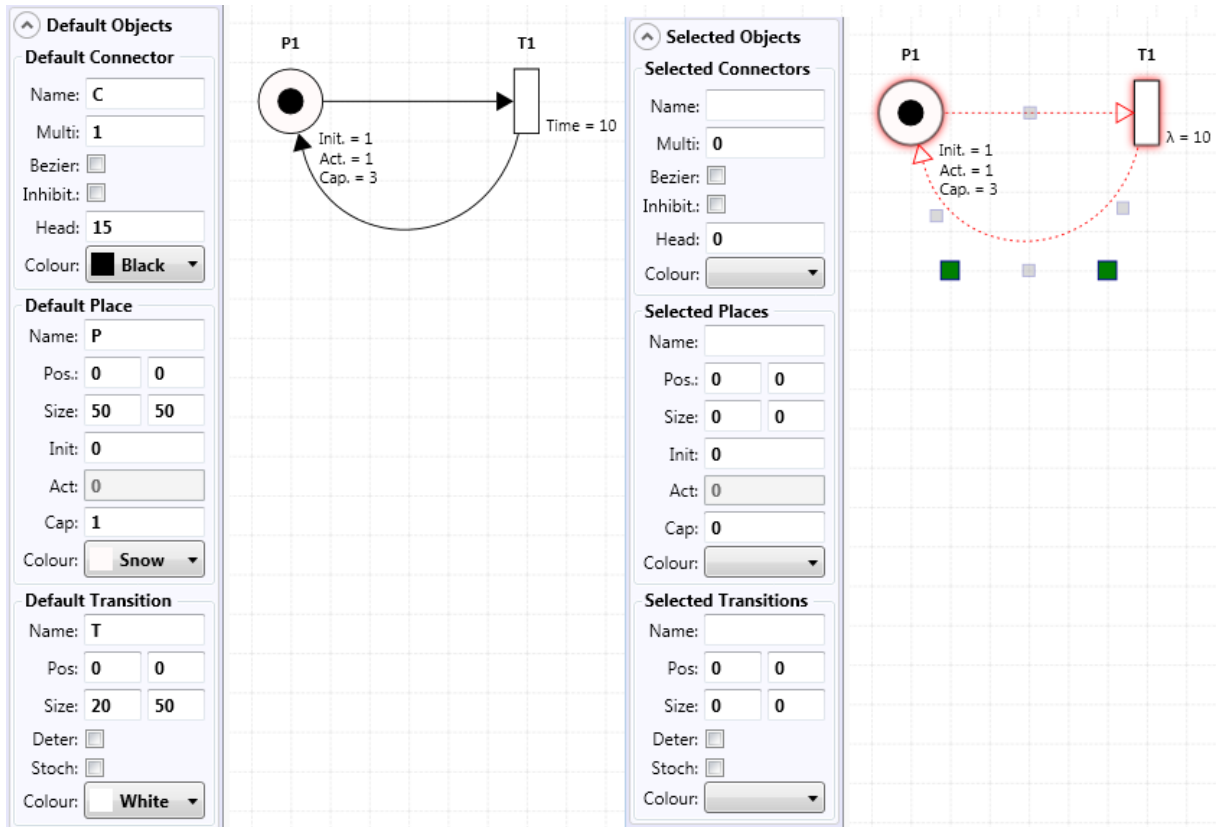 Default Objects
Default Connector
Name: C
Multi: 1
Bezier:
Inhibit.:
Head: 15
Colour: Black
Default Place
Name: P
Pos.: 0 0
Size: 50 50
Init: 0
Act: 0
Cap: 1
Colour: Snow
Default Transition
Name: T
Pos: 0 0
Size: 20 50
Deter:
Stoch:
Colour: White
P1
T1
Time = 10
Init. = 1
Act. = 1
Cap. = 3
Selected Objects
Selected Connectors
Name:
Multi: 0
Bezier:
Inhibit.:
Head: 0
Colour:
Selected Places
Name:
Pos.: 0 0
Size: 0 0
Init: 0
Act: 0
Cap: 0
Colour:
Selected Transitions
Name:
Pos: 0 0
Size: 0 0
Deter:
Stoch:
Colour:
P1
T1
λ = 10
Init. = 1
Act. = 1
Cap. = 3